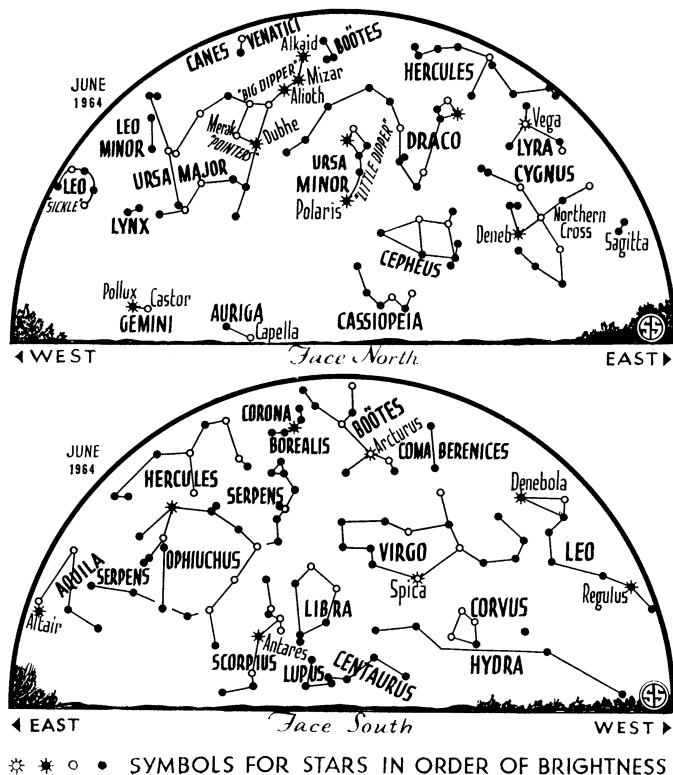 CANES
VENATICI
Alkaid
BOÖTES
HERCULES
JUNE
1964
"BIG DIPPER"
Mizar
Alioth
LEO
MINOR
Merak
"POINTERS"
Dubhe
DRACO
Vega
LYRA
URSA MAJOR
URSA
MINOR
"LITTLE DIPPER"
CYGNUS
LEO
"SICKLE"
LYNX
Polaris
Deneb
Northern
Cross
Sagitta
CEPHEUS
Pollux
Castor
GEMINI
AURIGA
Capella
CASSIOPEIA
WEST
Face North
EAST
CORONA
BOREALIS
BOÖTES
Arcturus
COMA BERENICES
JUNE
1964
HERCULES
SERPENS
Denebola
AQUILA
SERPENS
OPHIUCHUS
VIRGO
LEO
Spica
Altair
LIBRA
CORVUS
Regulus
Antares
SCORPIUS
LUPUS
CENTAURUS
HYDRA
EAST
Face South
WEST
SYMBOLS FOR STARS IN ORDER OF BRIGHTNESS